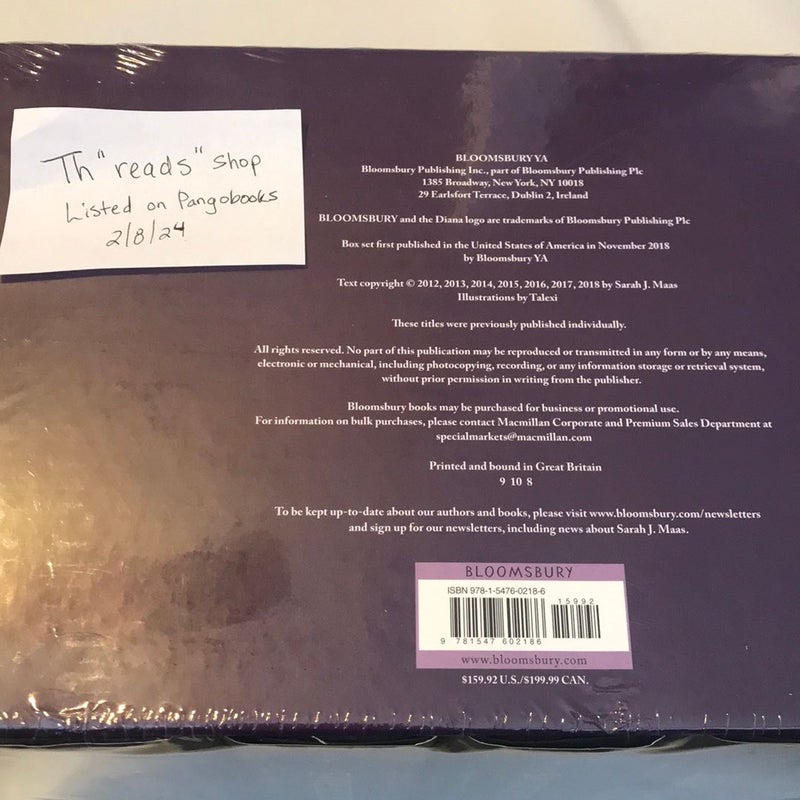 Th "reads" shop
Listed on Pangobooks
2/8/24
BLOOMSBURY YA
Bloomsbury Publishing Inc., part of Bloomsbury Publishing Plc
1385 Broadway, New York, NY 10018
29 Earlsfort Terrace, Dublin 2, Ireland
BLOOMSBURY and the Diana logo are trademarks of Bloomsbury Publishing Plc
Box set first published in the United States of America in November 2018
by Bloomsbury YA
Text copyright © 2012, 2013, 2014, 2015, 2016, 2017, 2018 by Sarah J. Maas
Illustrations by Talexi
These titles were previously published individually.
All rights reserved. No part of this publication may be reproduced or transmitted in any form or by any means,
electronic or mechanical, including photocopying, recording, or any information storage or retrieval system,
without prior permission in writing from the publisher.
Bloomsbury books may be purchased for business or promotional use.
For information on bulk purchases, please contact Macmillan Corporate and Premium Sales Department at
specialmarkets@macmillan.com
Printed and bound in Great Britain
9 10 8
To be kept up-to-date about our authors and books, please visit www.bloomsbury.com/newsletters
and sign up for our newsletters, including news about Sarah J. Maas.
BLOOMSBURY
ISBN 978-1-5476-0218-6
15992
9 781547 602186
www.bloomsbury.com
$159.92 U.S./$199.99 CAN.